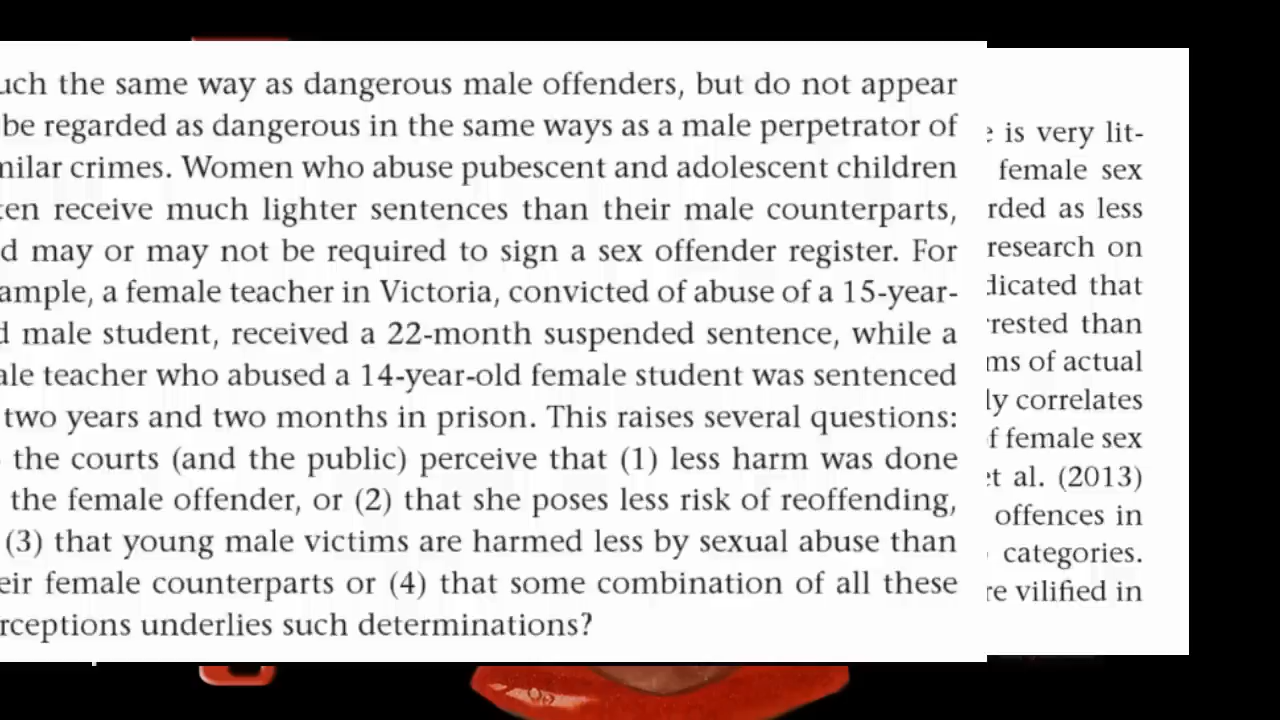 uch the same way as dangerous male offenders, but do not appear
be regarded as dangerous in the same ways as a male perpetrator of
milar crimes. Women who abuse pubescent and adolescent children
ten receive much lighter sentences than their male counterparts,
d may or may not be required to sign a sex offender register. For
ample, a female teacher in Victoria, convicted of abuse of a 15-year-
d male student, received a 22-month suspended sentence, while a
ale teacher who abused a 14-year-old female student was sentenced
two years and two months in prison. This raises several questions:
the courts (and the public) perceive that (1) less harm was done
the female offender, or (2) that she poses less risk of reoffending,
(3) that young male victims are harmed less by sexual abuse than
eir female counterparts or (4) that some combination of all these
rceptions underlies such determinations?
e is very lit-
female sex
rded as less
research on
dicated that
rrested than
ms of actual
ly correlates
f female sex
et al. (2013)
offences in
categories.
re vilified in